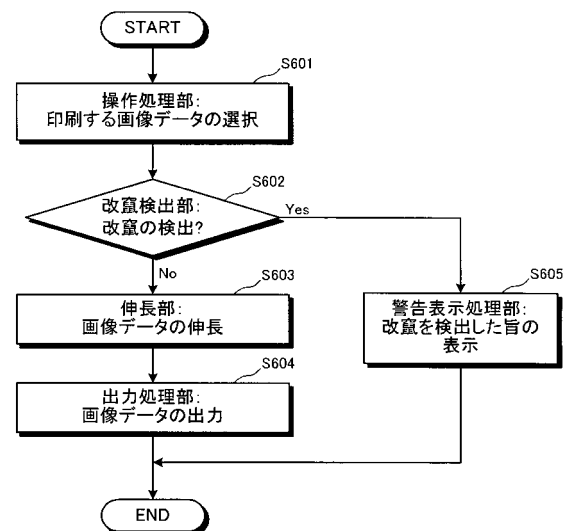 START
S601
操作処理部:
印刷する画像データの選択
S602
改竄検出部:
改竄の検出?
Yes
No
S603
伸長部:
画像データの伸長
S605
警告表示処理部:
改竄を検出した旨の
表示
S604
出力処理部:
画像データの出力
END